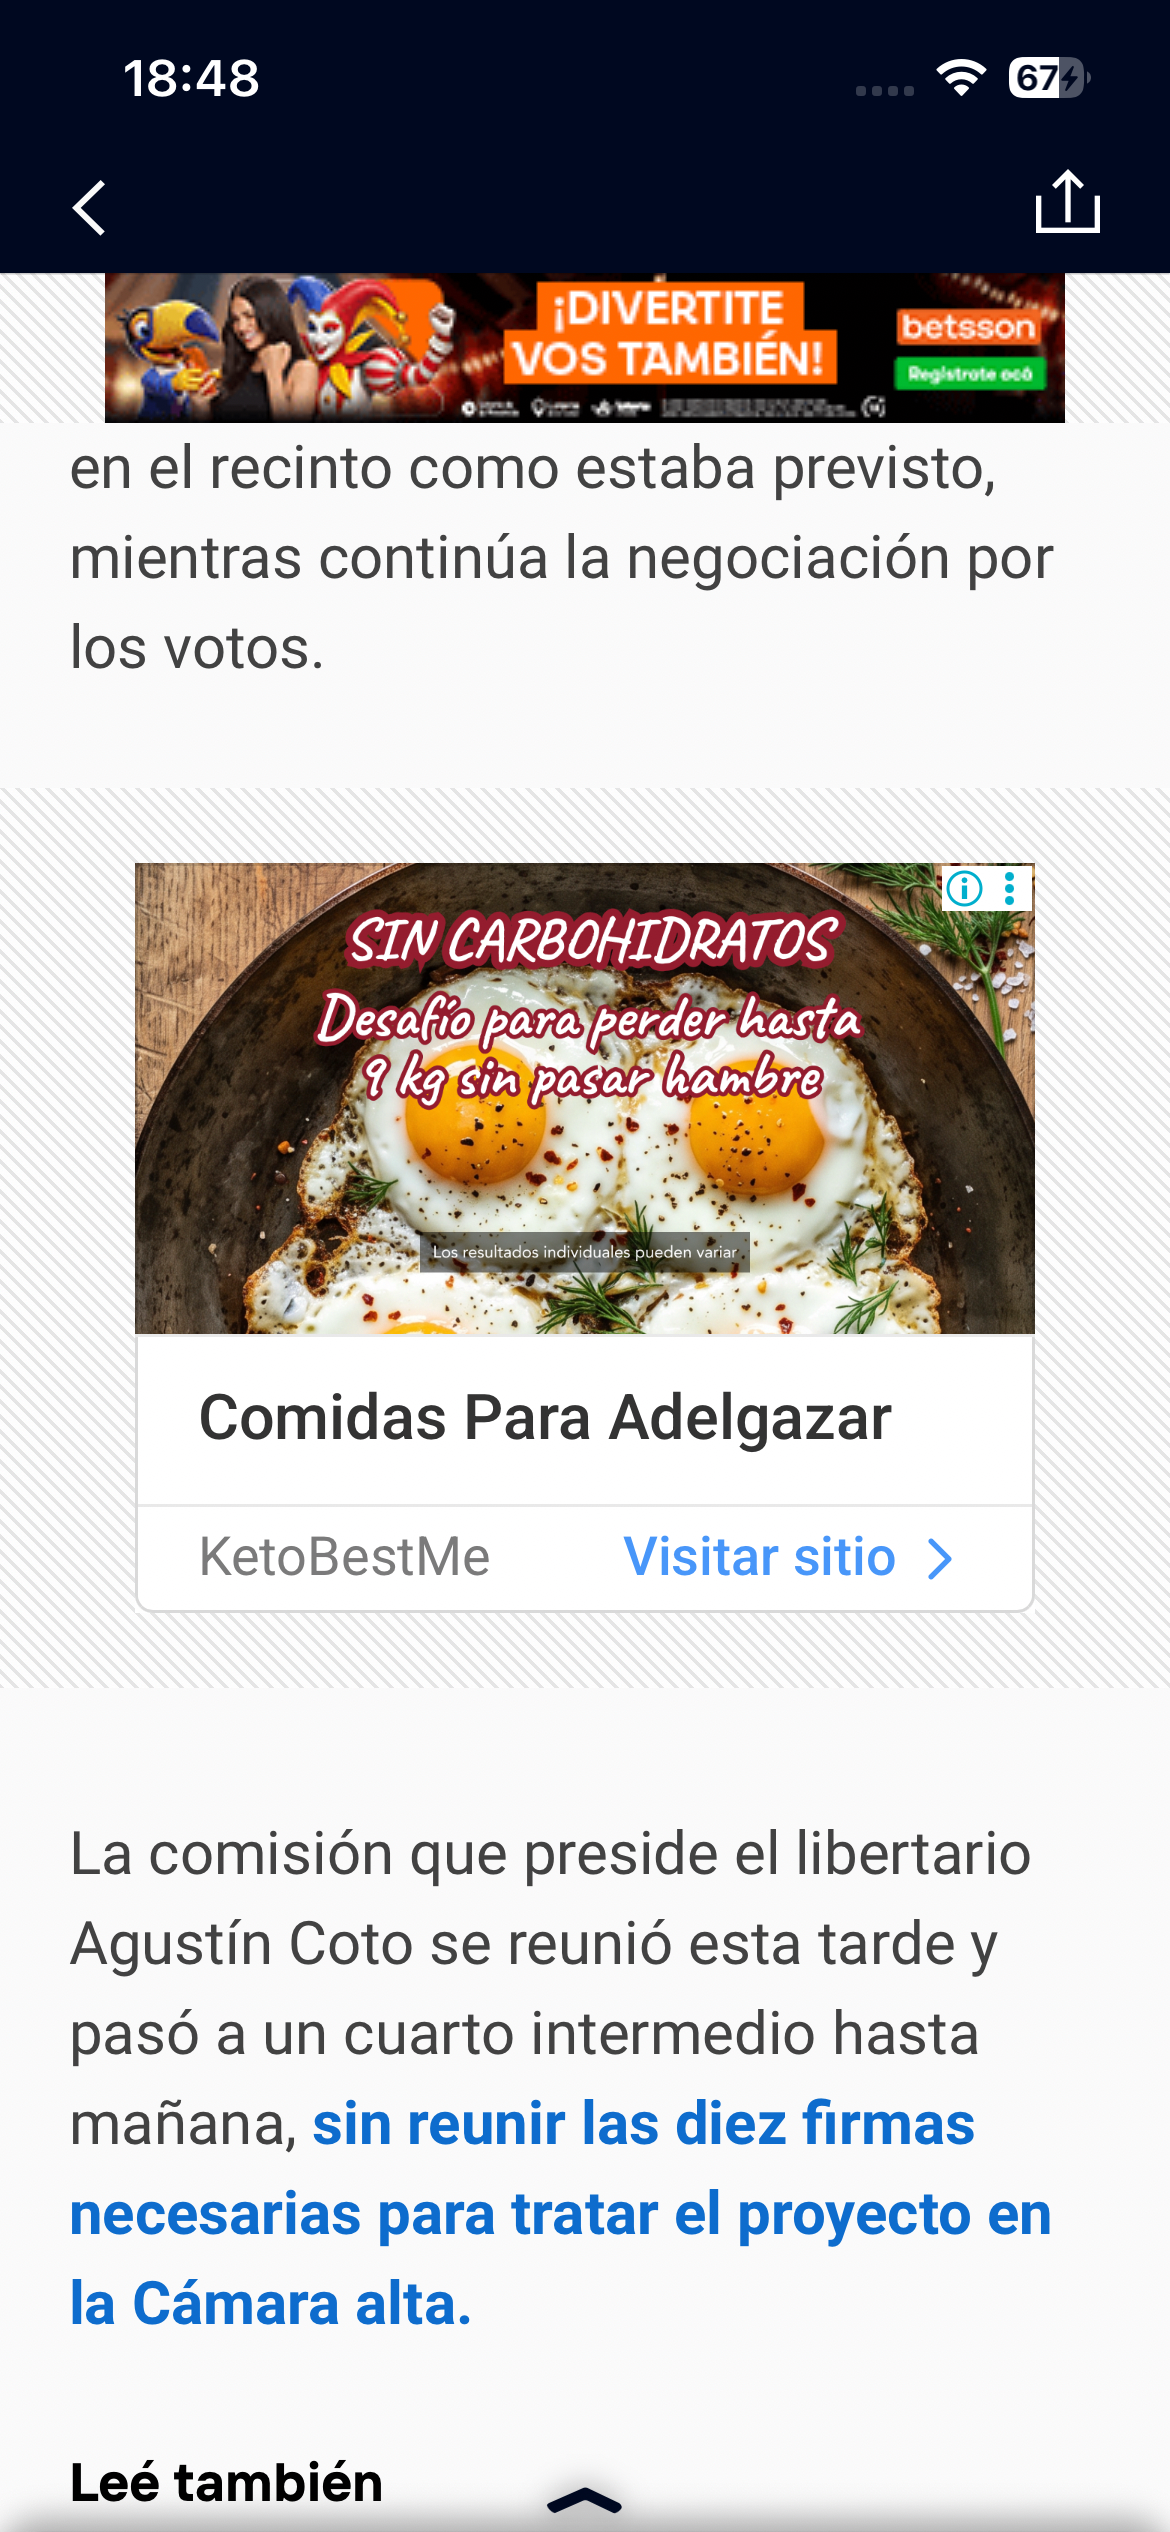 18:48
67
¡DIVERTITE
VOS TAMBIÉN!
betsson
Registrate acá
en el recinto como estaba previsto,
mientras continúa la negociación por
los votos.
SIN CARBOHIDRATOS
Desafío para perder hasta
9 kg sin pasar hambre
Los resultados individuales pueden variar
Comidas Para Adelgazar
KetoBestMe
Visitar sitio
La comisión que preside el libertario
Agustín Coto se reunió esta tarde y
pasó a un cuarto intermedio hasta
mañana, sin reunir las diez firmas
necesarias para tratar el proyecto en
la Cámara alta.
Leé también